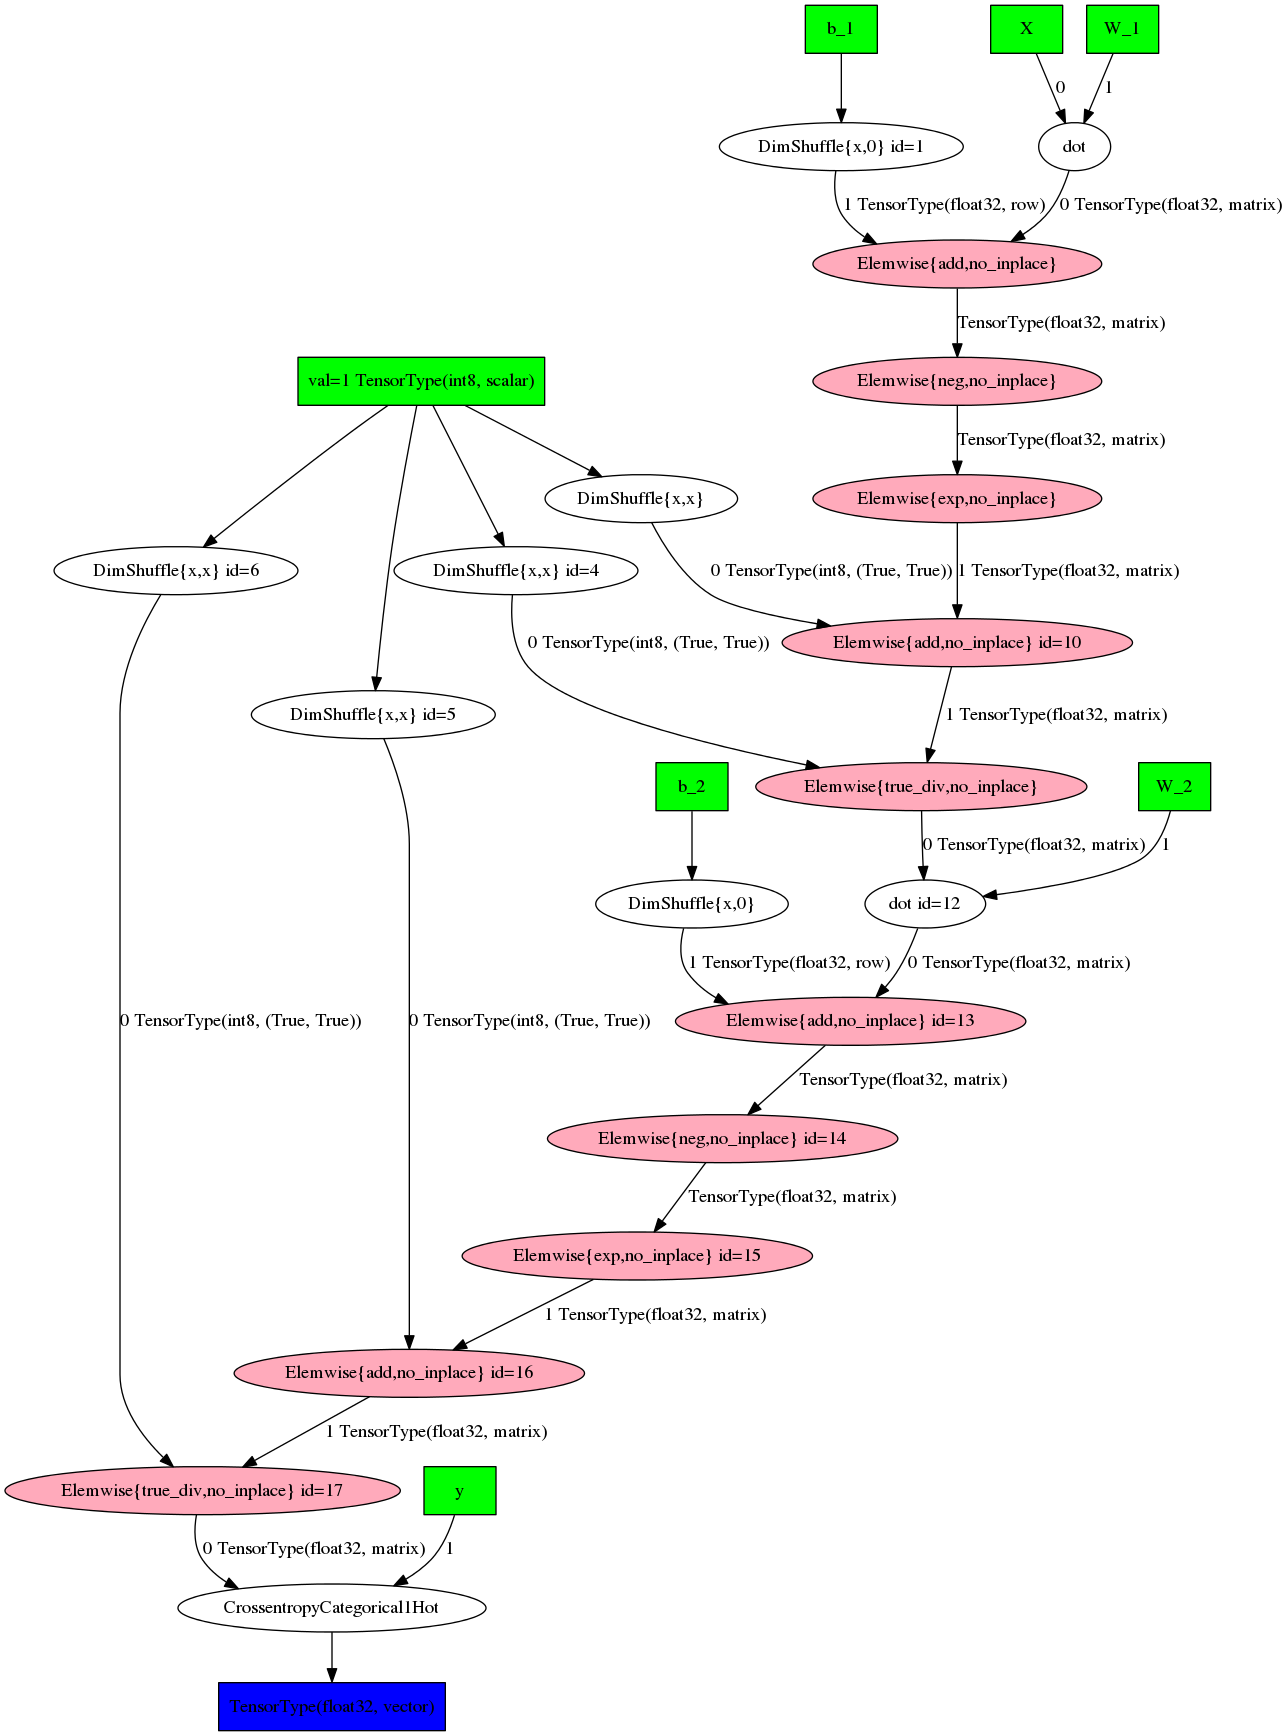 b_1
X
W_1
0
1
DimShuffle{x,0} id=1
dot
1 TensorType(float32, row)
0 TensorType(float32, matrix)
Elemwise{add,no_inplace}
TensorType(float32, matrix)
val=1 TensorType(int8, scalar)
Elemwise{neg,no_inplace}
TensorType(float32, matrix)
DimShuffle{x,x}
Elemwise{exp,no_inplace}
DimShuffle{x,x} id=6
DimShuffle{x,x} id=4
0 TensorType(int8, (True, True))
1 TensorType(float32, matrix)
0 TensorType(int8, (True, True))
Elemwise{add,no_inplace} id=10
DimShuffle{x,x} id=5
1 TensorType(float32, matrix)
b_2
Elemwise{true_div,no_inplace}
W_2
0 TensorType(float32, matrix)
1
DimShuffle{x,0}
dot id=12
1 TensorType(float32, row)
0 TensorType(float32, matrix)
0 TensorType(int8, (True, True))
0 TensorType(int8, (True, True))
Elemwise{add,no_inplace} id=13
TensorType(float32, matrix)
Elemwise{neg,no_inplace} id=14
TensorType(float32, matrix)
Elemwise{exp,no_inplace} id=15
1 TensorType(float32, matrix)
Elemwise{add,no_inplace} id=16
1 TensorType(float32, matrix)
Elemwise{true_div,no_inplace} id=17
y
0 TensorType(float32, matrix)
1
CrossentropyCategorical1Hot
TensorType(float32, vector)